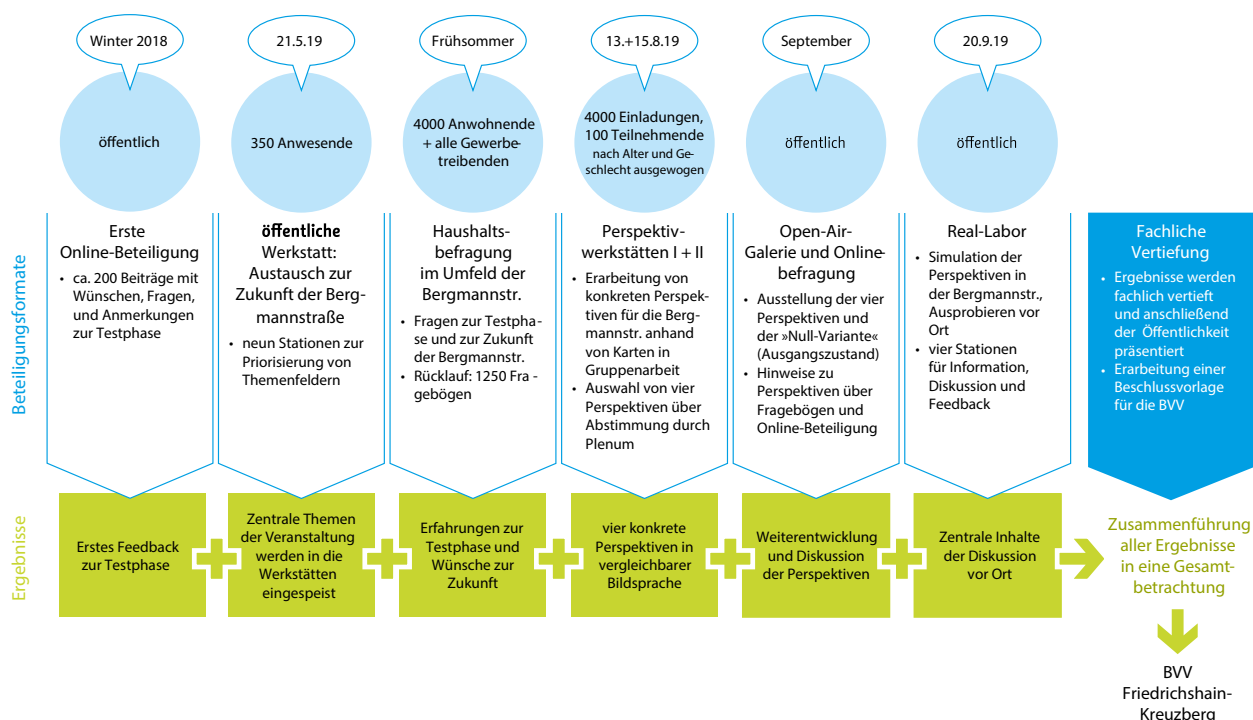 Winter 2018
21.5.19
Frühsommer
13.+15.8.19
September
20.9.19
öffentlich
350 Anwesende
4000 Anwohnende
+ alle Gewerbe-
treibenden
4000 Einladungen,
100 Teilnehmende
nach Alter und Ge-
schlecht ausgewogen
öffentlich
öffentlich
Beteiligungsformate
Erste
Online-Beteiligung
• ca. 200 Beiträge mit
Wünschen, Fragen,
und Anmerkungen
zur Testphase
öffentliche
Werkstatt:
Austausch zur
Zukunft der Berg-
mannstraße
• neun Stationen zur
Priorisierung von
Themenfeldern
Haushalts-
befragung
im Umfeld der
Bergmannstr.
• Fragen zur Testpha-
se und zur Zukunft
der Bergmannstr.
• Rücklauf: 1250 Fra -
gebögen
Perspektiv-
werkstätten I + II
• Erarbeitung von
konkreten Perspek-
tiven für die Berg-
mannstr. anhand
von Karten in
Gruppenarbeit
• Auswahl von vier
Perspektiven über
Abstimmung durch
Plenum
Open-Air-
Galerie und Online-
befragung
• Ausstellung der vier
Perspektiven und
der »Null-Variante«
(Ausgangszustand)
• Hinweise zu
Perspektiven über
Fragebögen und
Online-Beteiligung
Real-Labor
• Simulation der
Perspektiven in
der Bergmannstr.,
Ausprobieren vor
Ort
• vier Stationen
für Information,
Diskussion und
Feedback
Fachliche
Vertiefung
• Ergebnisse werden
fachlich vertieft
und anschließend
der Öffentlichkeit
präsentiert
• Erarbeitung einer
Beschlussvorlage
für die BVV
Ergebnisse
Erstes Feedback
zur Testphase
Zentrale Themen
der Veranstaltung
werden in die
Werkstätten
eingespeist
Erfahrungen zur
Testphase und
Wünsche zur
Zukunft
vier konkrete
Perspektiven in
vergleichbarer
Bildsprache
Weiterentwicklung
und Diskussion
der Perspektiven
Zentrale Inhalte
der Diskussion
vor Ort
Zusammenführung
aller Ergebnisse
in eine Gesamt-
betrachtung
BVV
Friedrichshain-
Kreuzberg